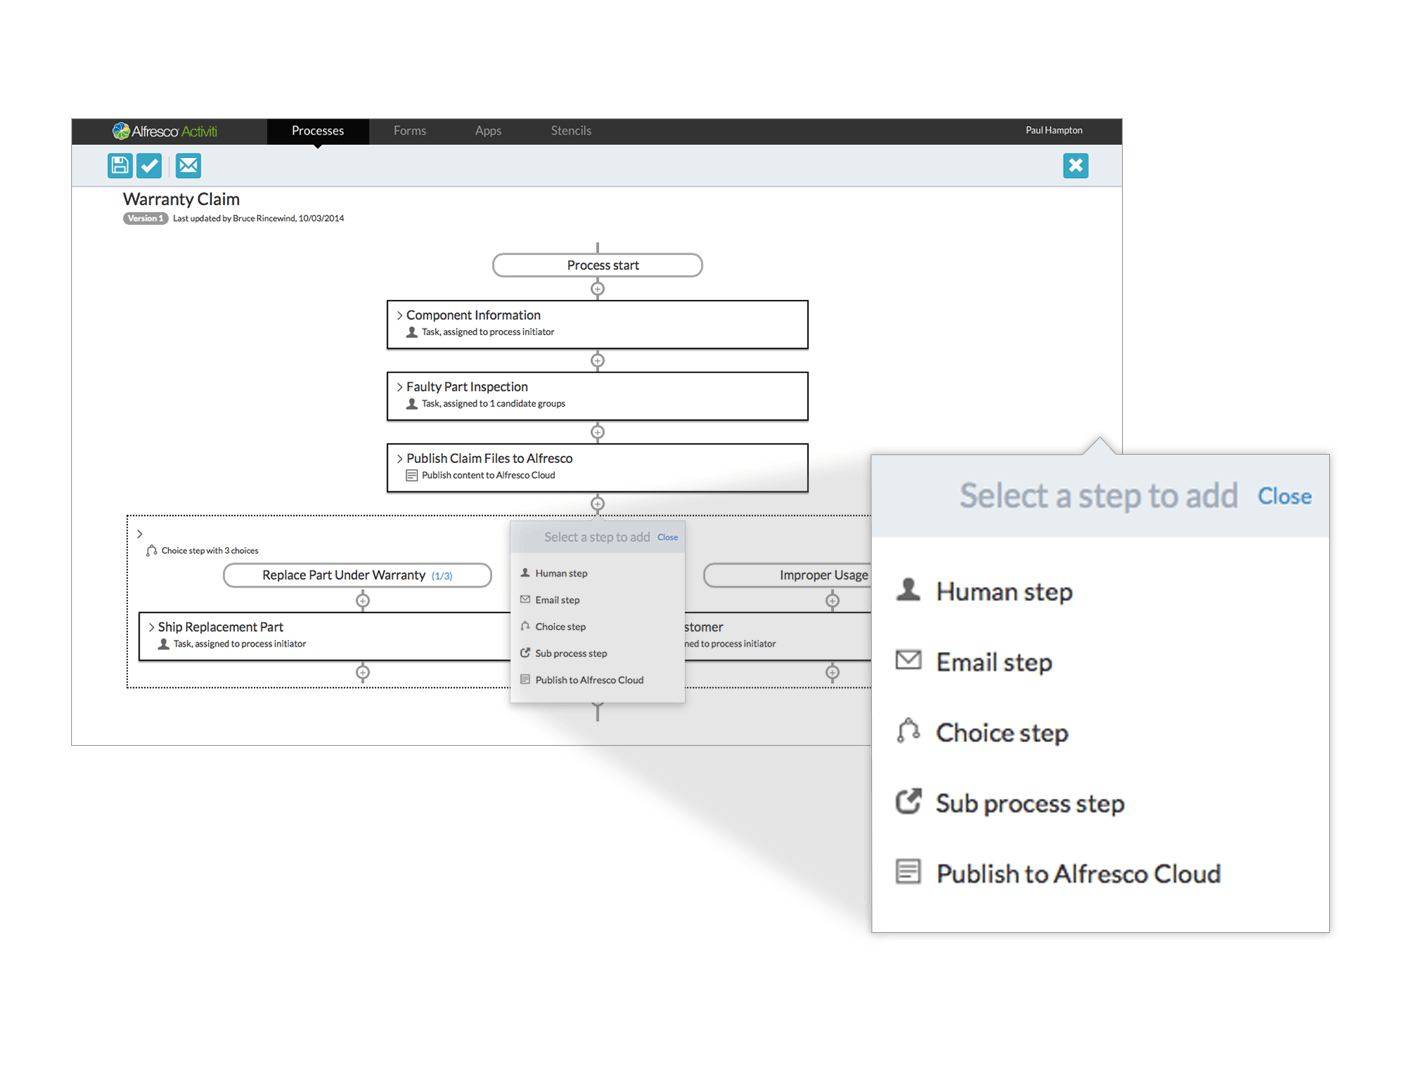 Alfresco Activiti
Processes Forms Apps Stencils Paul Hampton
Warranty Claim
Version 1 Last updated by Bruce Rincewind, 10/03/2014
Process start
Component Information
Task, assigned to process initiator
Faulty Part Inspection
Task, assigned to 1 candidate groups
Publish Claim Files to Alfresco
Publish content to Alfresco Cloud
Choice step with 3 choices
Replace Part Under Warranty (1/3)
Ship Replacement Part
Task, assigned to process initiator
Select a step to add Close
Human step
Email step
Choice step
Sub process step
Publish to Alfresco Cloud
Improper Usage
stomer
ned to process initiator
Select a step to add Close
Human step
Email step
Choice step
Sub process step
Publish to Alfresco Cloud